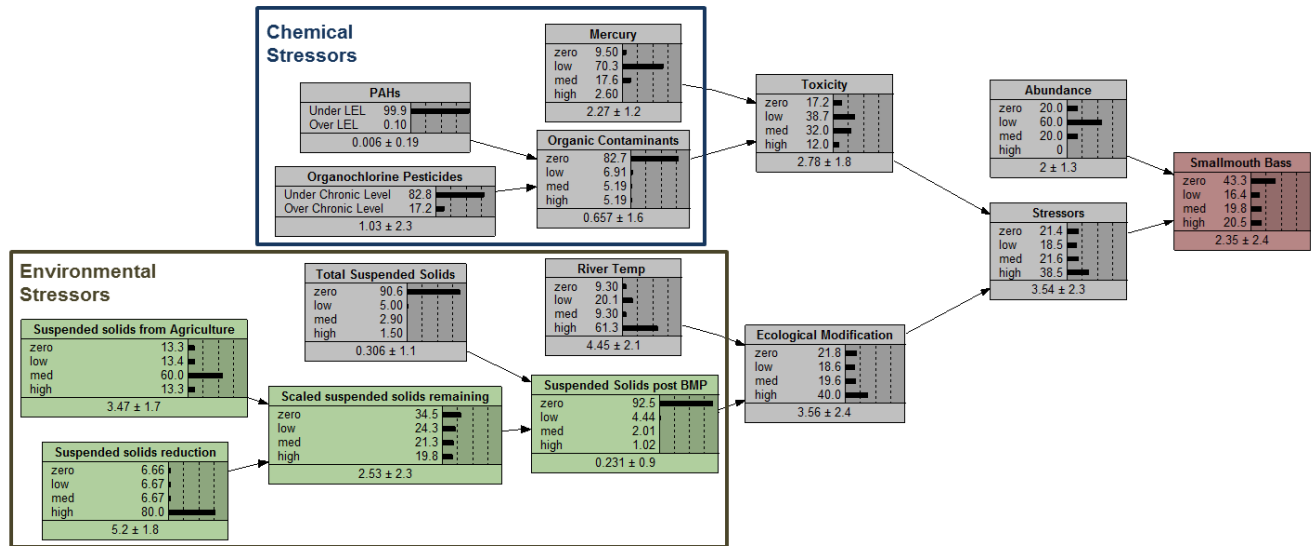 Chemical
Stressors
Mercury
zero 9.50
low 70.3
med 17.6
high 2.60
2.27 ± 1.2
PAHs
Under LEL 99.9
Over LEL 0.10
0.006 ± 0.19
Organic Contaminants
zero 82.7
low 6.91
med 5.19
high 5.19
0.657 ± 1.6
Organochlorine Pesticides
Under Chronic Level 82.8
Over Chronic Level 17.2
1.03 ± 2.3
Toxicity
zero 17.2
low 38.7
med 32.0
high 12.0
2.78 ± 1.8
Abundance
zero 20.0
low 60.0
med 20.0
high 0
2 ± 1.3
Smallmouth Bass
zero 43.3
low 16.4
med 19.8
high 20.5
2.35 ± 2.4
Stressors
zero 21.4
low 18.5
med 21.6
high 38.5
3.54 ± 2.3
Environmental
Stressors
Total Suspended Solids
zero 90.6
low 5.00
med 2.90
high 1.50
0.306 ± 1.1
River Temp
zero 9.30
low 20.1
med 9.30
high 61.3
4.45 ± 2.1
Suspended solids from Agriculture
zero 13.3
low 13.4
med 60.0
high 13.3
3.47 ± 1.7
Ecological Modification
zero 21.8
low 18.6
med 19.6
high 40.0
3.56 ± 2.4
Scaled suspended solids remaining
zero 34.5
low 24.3
med 21.3
high 19.8
2.53 ± 2.3
Suspended Solids post BMP
zero 92.5
low 4.44
med 2.01
high 1.02
0.231 ± 0.9
Suspended solids reduction
zero 6.66
low 6.67
med 6.67
high 80.0
5.2 ± 1.8